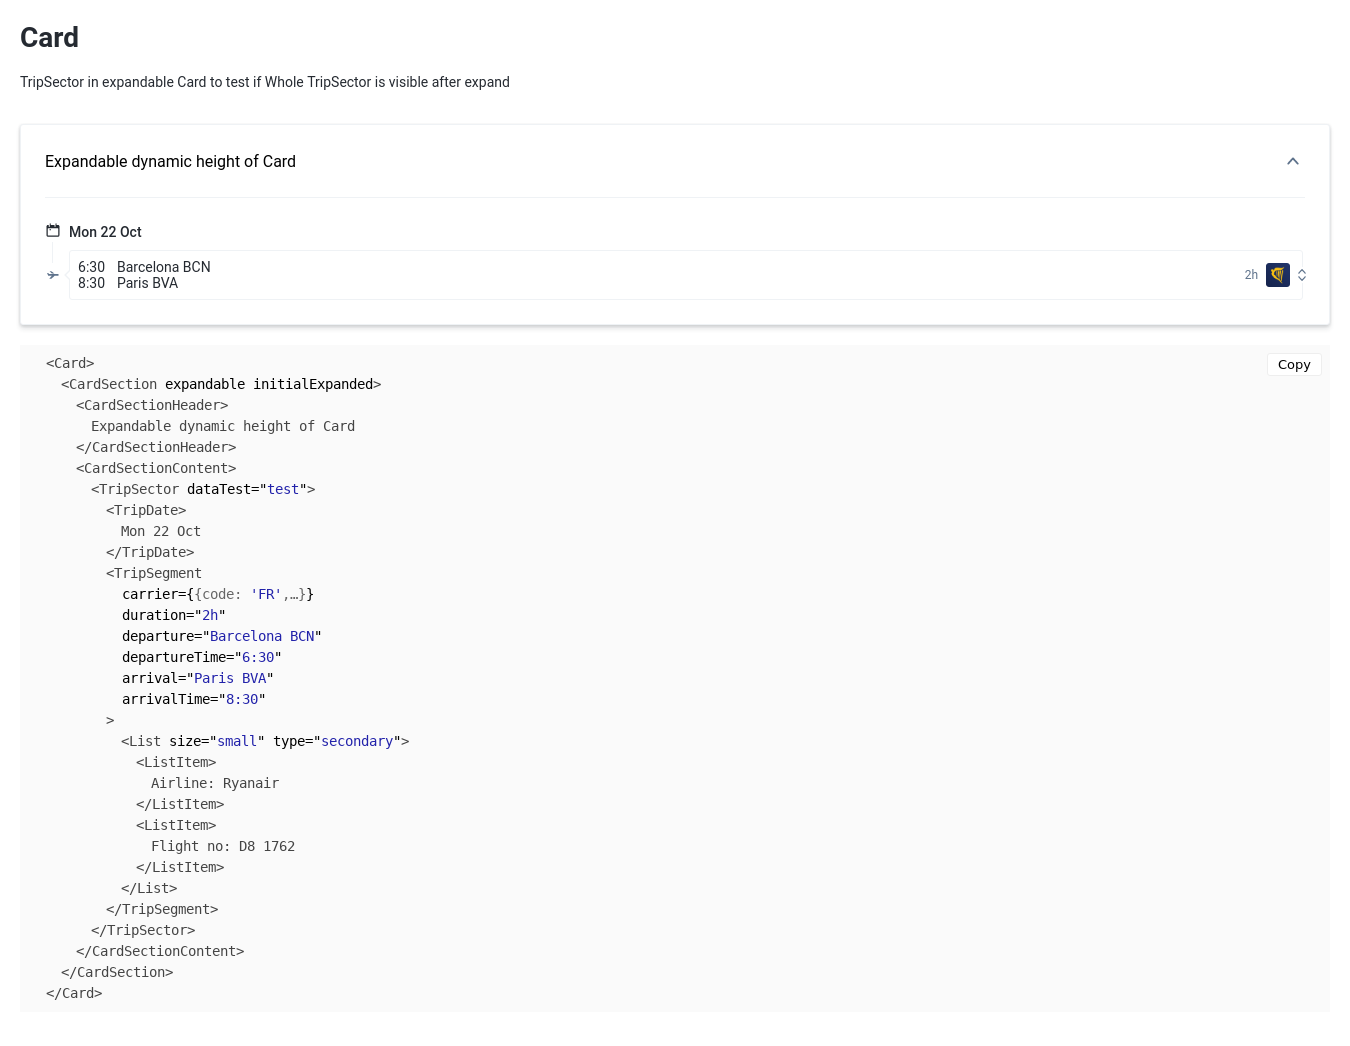 Card
TripSector in expandable Card to test if Whole TripSector is visible after expand
Expandable dynamic height of Card
Mon 22 Oct
6:30 Barcelona BCN
8:30 Paris BVA
2h
<Card>
Copy
<CardSection expandable initialExpanded>
<CardSectionHeader>
Expandable dynamic height of Card
</CardSectionHeader>
<CardSectionContent>
<TripSector dataTest="test">
<TripDate>
Mon 22 Oct
</TripDate>
<TripSegment
carrier={{code: 'FR',…}}
duration="2h"
departure="Barcelona BCN"
departureTime="6:30"
arrival="Paris BVA"
arrivalTime="8:30"
>
<List size="small" type="secondary">
<ListItem>
Airline: Ryanair
</ListItem>
<ListItem>
Flight no: D8 1762
</ListItem>
</List>
</TripSegment>
</TripSector>
</CardSectionContent>
</CardSection>
</Card>